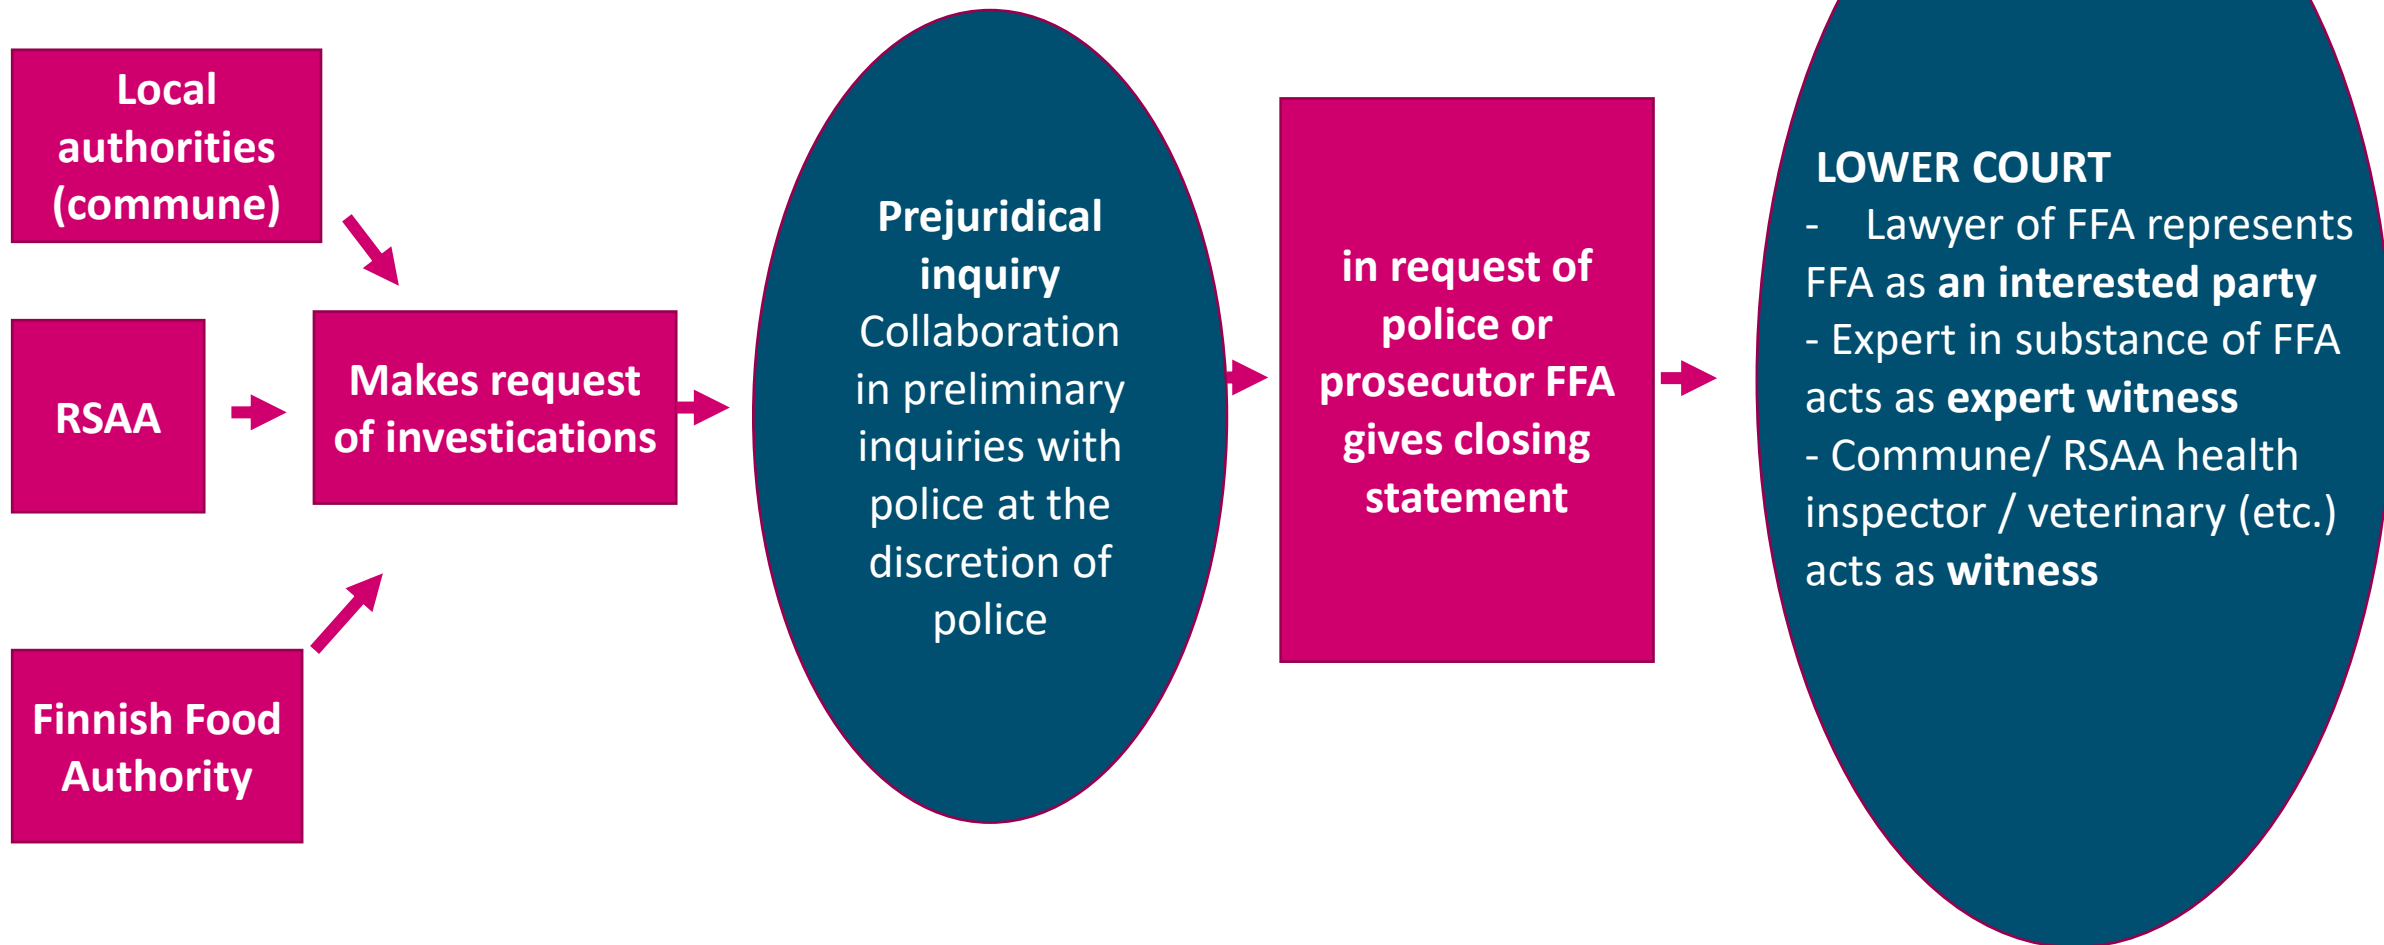 Local
authorities
(commune)
RSAA
Finnish Food
Authority
Makes request
of investications
Prejuridical
inquiry
Collaboration
in preliminary
inquiries with
police at the
discretion of
police
in request of
police or
prosecutor FFA
gives closing
statement
LOWER COURT
- Lawyer of FFA represents
FFA as an interested party
- Expert in substance of FFA
acts as expert witness
- Commune/ RSAA health
inspector / veterinary (etc.)
acts as witness